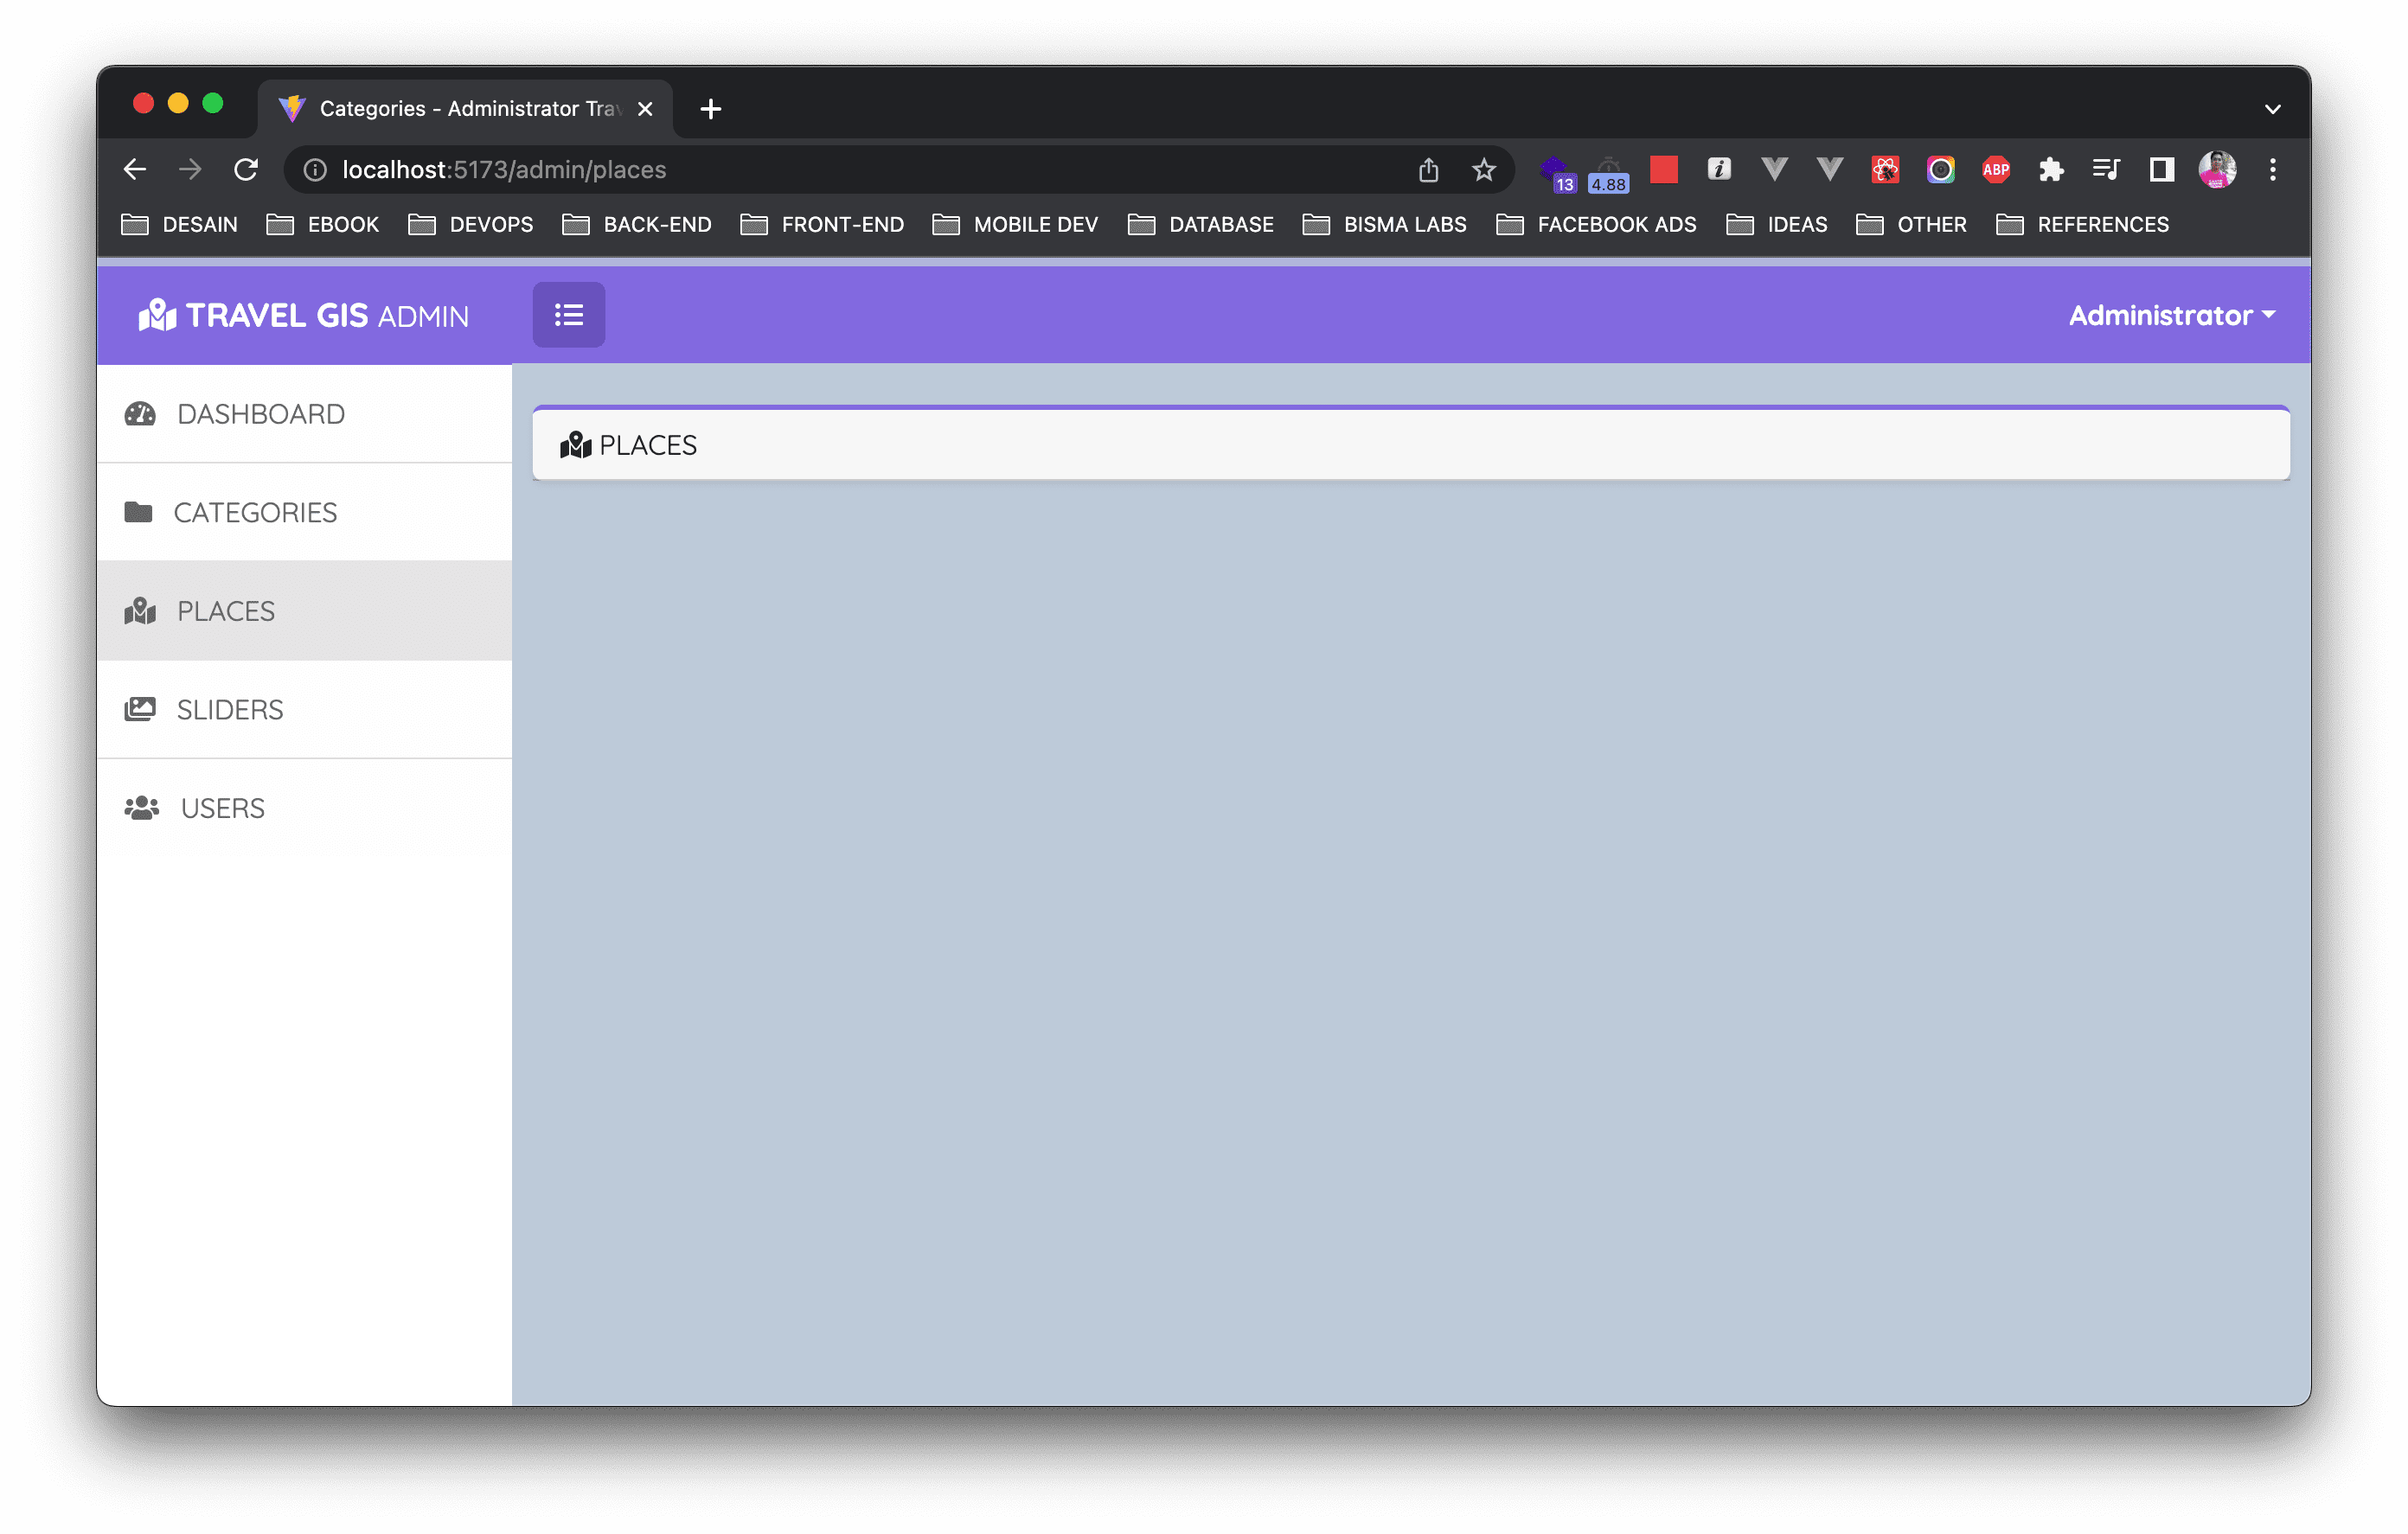 Categories - Administrator Trav
localhost:5173/admin/places
13
4.88
ABP
DESAIN EBOOK DEVOPS BACK-END FRONT-END MOBILE DEV DATABASE BISMA LABS FACEBOOK ADS IDEAS OTHER REFERENCES
TRAVEL GIS ADMIN
Administrator
DASHBOARD
CATEGORIES
PLACES
SLIDERS
USERS
PLACES